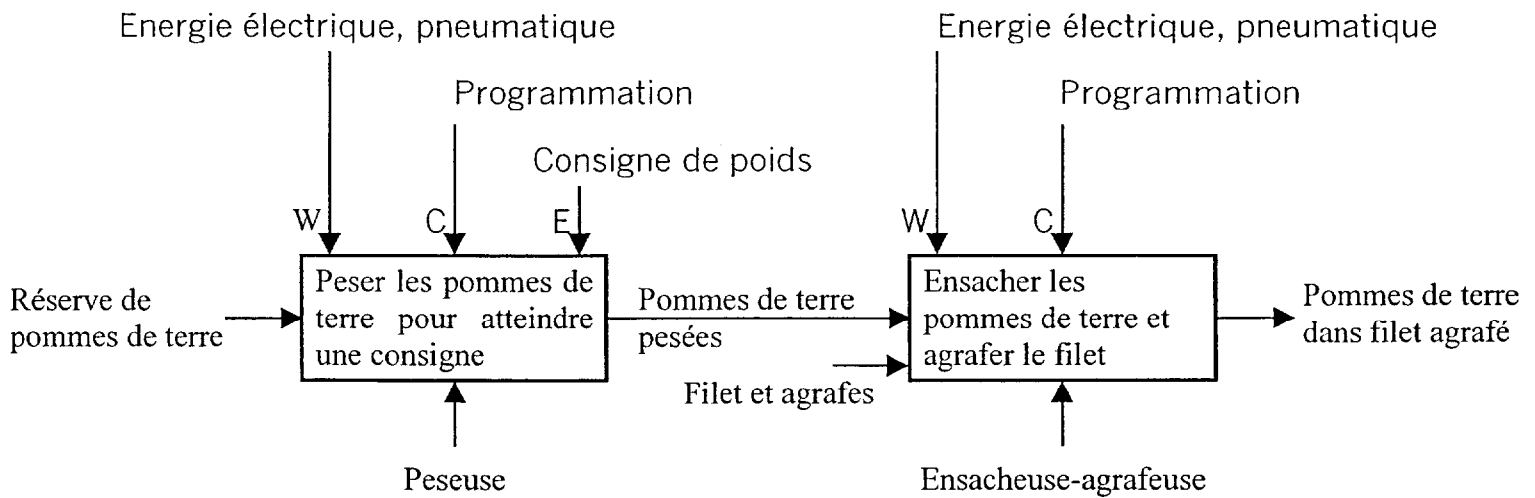 Energie électrique, pneumatique
Energie électrique, pneumatique
Programmation
Programmation
Consigne de poids
W
C
E
W
C
Réserve de
pommes de terre
Peser les pommes de
terre pour atteindre
une consigne
Pommes de terre
pesées
Filet et agrafes
Ensacher les
pommes de terre et
agrafer le filet
Pommes de terre
dans filet agrafé
Peseuse
Ensacheuse-agrafeuse